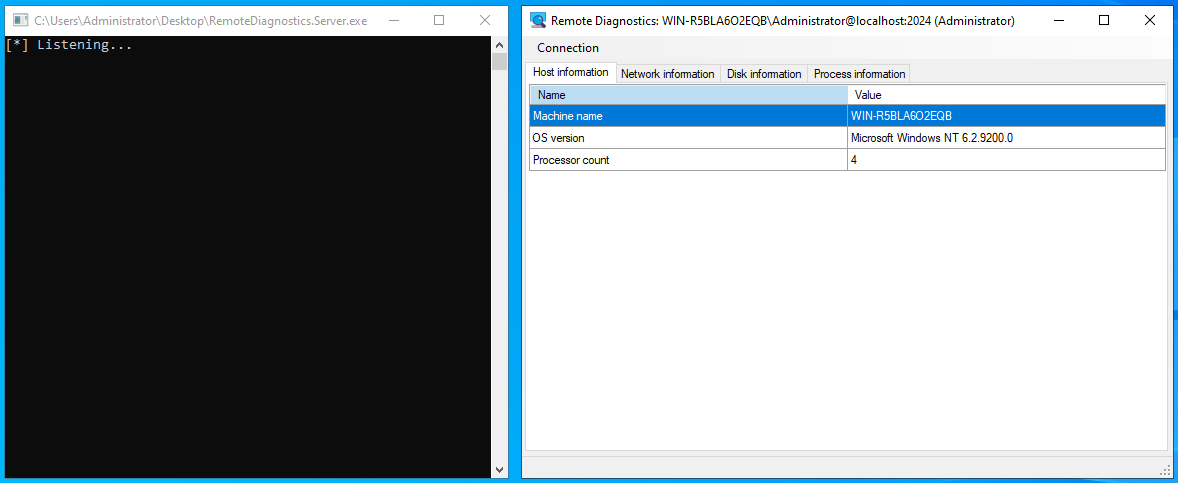 C:\Users\Administrator\Desktop\RemoteDiagnostics.Server.exe
[*] Listening...
Remote Diagnostics: WIN-R5BLA6O2EQB\Administrator@localhost:2024 (Administrator)
Connection
Host information Network information Disk information Process information
Name Value
Machine name WIN-R5BLA6O2EQB
OS version Microsoft Windows NT 6.2.9200.0
Processor count 4